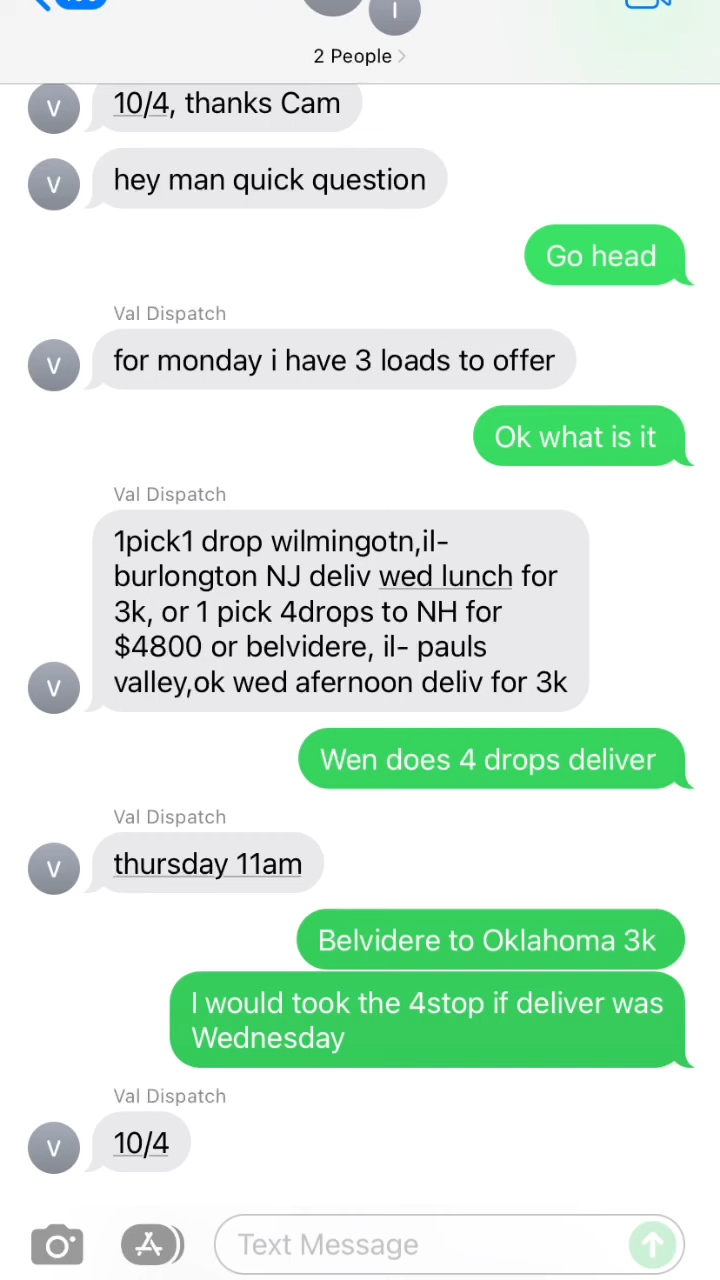 2 People
V
10/4, thanks Cam
V
hey man quick question
Go head
Val Dispatch
V
for monday i have 3 loads to offer
Ok what is it
Val Dispatch
1pick1 drop wilmingotn,il-
burlongton NJ deliv wed lunch for
3k, or 1 pick 4drops to NH for
$4800 or belvidere, il- pauls
V
valley,ok wed afernoon deliv for 3k
Wen does 4 drops deliver
Val Dispatch
V
thursday 11am
Belvidere to Oklahoma 3k
I would took the 4stop if deliver was
Wednesday
Val Dispatch
V
10/4
Text Message